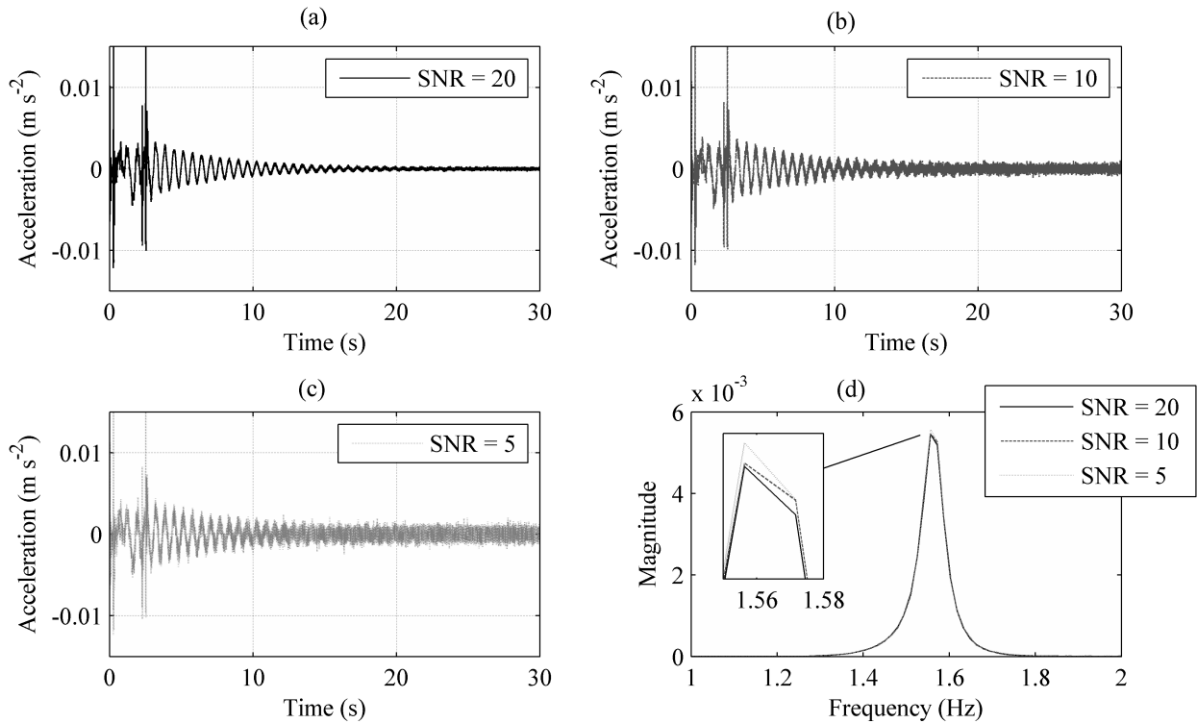 (a)
SNR = 20
Acceleration (m s-2)
0.01
0
-0.01
0 10 20 30
Time (s)
(b)
SNR = 10
Acceleration (m s-2)
0.01
0
-0.01
0 10 20 30
Time (s)
(c)
SNR = 5
Acceleration (m s-2)
0.01
0
-0.01
0 10 20 30
Time (s)
(d)
x 10-3
SNR = 20
SNR = 10
SNR = 5
Magnitude
6
4
2
0
1.56 1.58
1 1.2 1.4 1.6 1.8 2
Frequency (Hz)